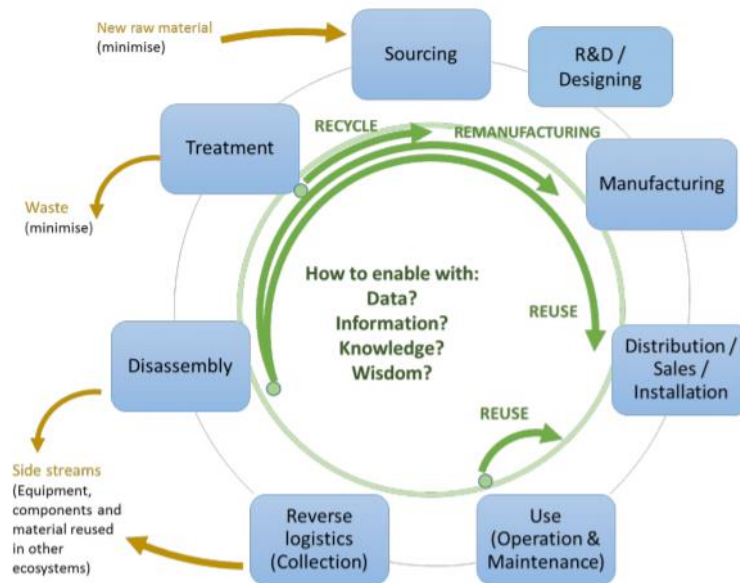 New raw material
(minimise)
Sourcing
R&D /
Designing
RECYCLE
REMANUFACTURING
Treatment
Manufacturing
Waste
(minimise)
How to enable with:
Data?
Information?
Knowledge?
Wisdom?
REUSE
Disassembly
Distribution /
Sales /
Installation
REUSE
Side streams
(Equipment,
components and
material reused
in other
ecosystems)
Reverse
logistics
(Collection)
Use
(Operation &
Maintenance)